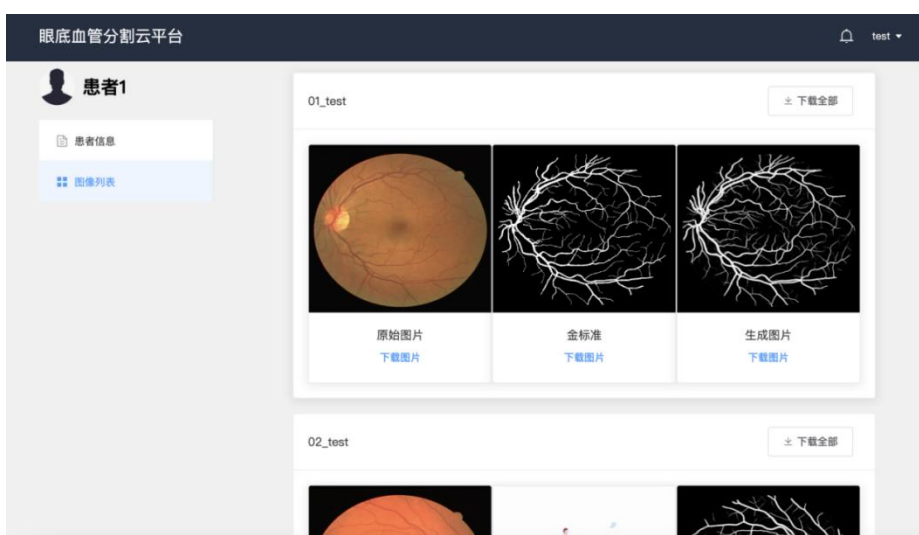 眼底血管分割云平台
test
患者1
患者信息
图像列表
01_test
下载全部
原始图片
金标准
生成图片
下载图片
下载图片
下载图片
02_test
下载全部